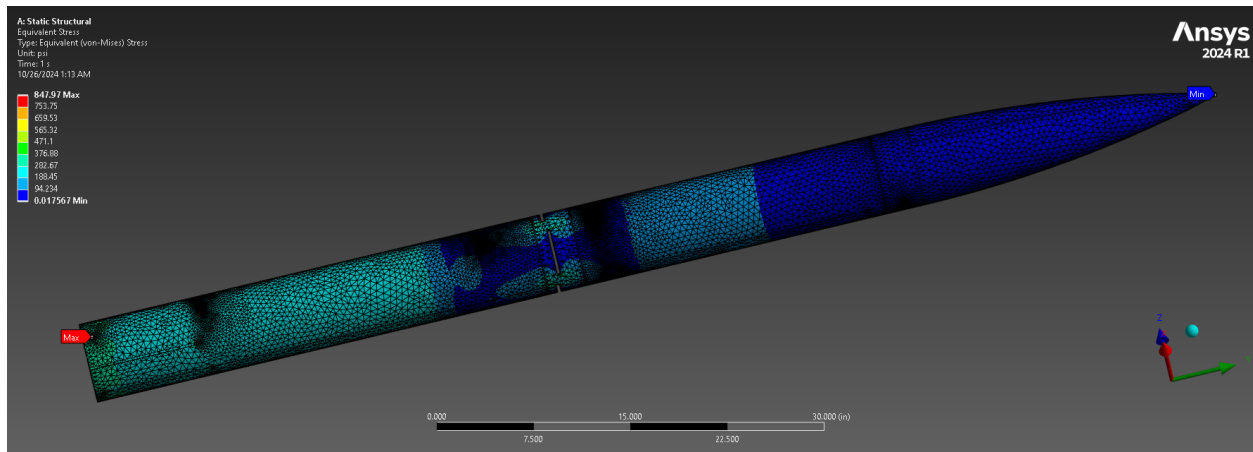 A: Static Structural
Equivalent Stress
Type: Equivalent (von-Mises) Stress
Unit: psi
Time: 1 s
10/26/2024 1:13 AM
847.97 Max
753.75
659.53
565.32
471.1
376.88
282.67
188.45
94.234
0.017567 Min
Ansys
2024 R1
Min
Max
0.000 15.000 30.000 (in)
7.500 22.500
Z